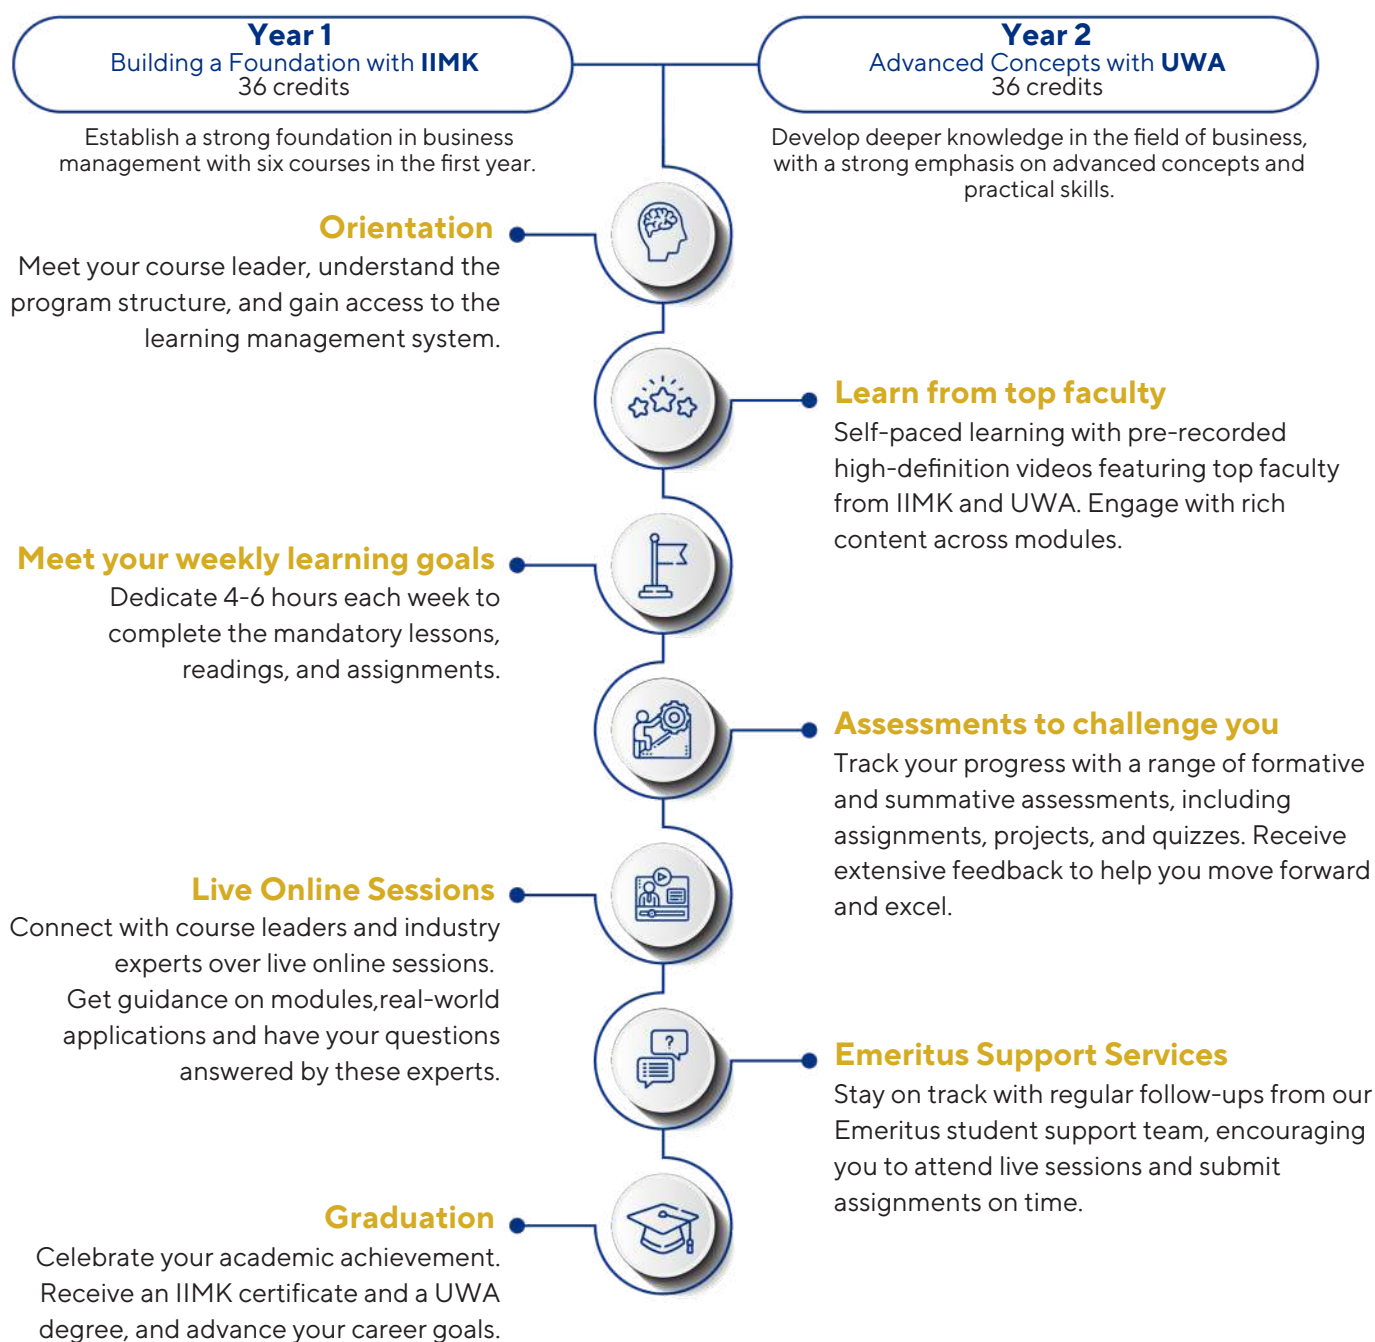 Year 1
Building a Foundation with IIMK
36 credits
Establish a strong foundation in business
management with six courses in the first year.
Year 2
Advanced Concepts with UWA
36 credits
Develop deeper knowledge in the field of business,
with a strong emphasis on advanced concepts and
practical skills.
Orientation
Meet your course leader, understand the
program structure, and gain access to the
learning management system.
Learn from top faculty
Self-paced learning with pre-recorded
high-definition videos featuring top faculty
from IIMK and UWA. Engage with rich
content across modules.
Meet your weekly learning goals
Dedicate 4-6 hours each week to
complete the mandatory lessons,
readings, and assignments.
Assessments to challenge you
Track your progress with a range of formative
and summative assessments, including
assignments, projects, and quizzes. Receive
extensive feedback to help you move forward
and excel.
Live Online Sessions
Connect with course leaders and industry
experts over live online sessions.
Get guidance on modules,real-world
applications and have your questions
answered by these experts.
?
Emeritus Support Services
Stay on track with regular follow-ups from our
Emeritus student support team, encouraging
you to attend live sessions and submit
assignments on time.
Graduation
Celebrate your academic achievement.
Receive an IIMK certificate and a UWA
degree, and advance your career goals.